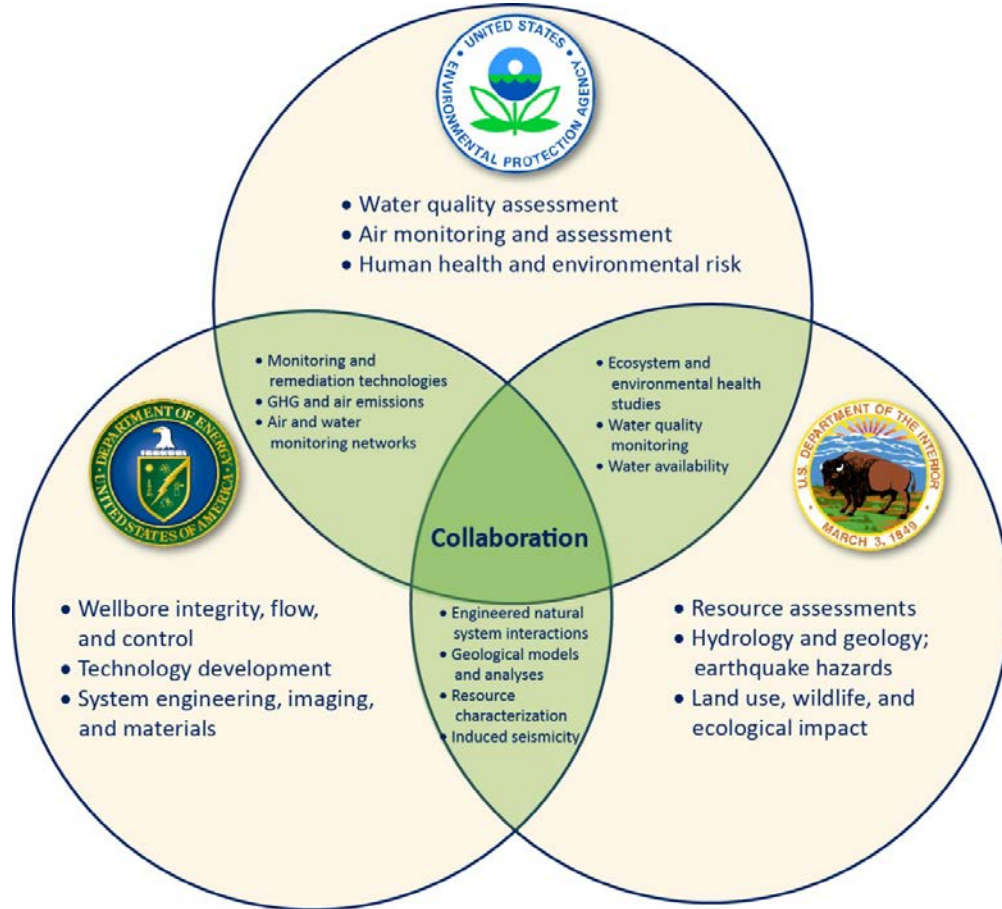 UNITED STATES
ENVIRONMENTAL PROTECTION AGENCY
• Water quality assessment
• Air monitoring and assessment
• Human health and environmental risk
• Monitoring and
remediation technologies
• GHG and air emissions
• Air and water
monitoring networks
• Ecosystem and
environmental health
studies
• Water quality
monitoring
• Water availability
DEPARTMENT OF ENERGY
UNITED STATES OF AMERICA
U.S. DEPARTMENT OF THE INTERIOR
MARCH 3, 1849
Collaboration
• Wellbore integrity, flow,
and control
• Technology development
• System engineering, imaging,
and materials
• Engineered natural
system interactions
• Geological models
and analyses
• Resource
characterization
• Induced seismicity
• Resource assessments
• Hydrology and geology;
earthquake hazards
• Land use, wildlife, and
ecological impact